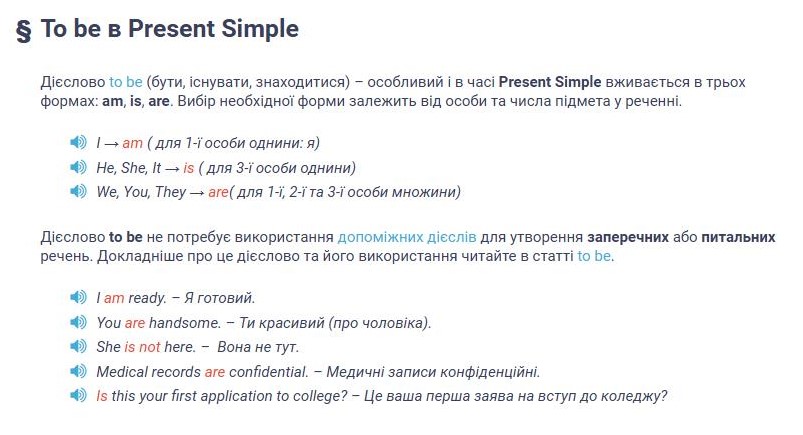 § To be в Present Simple
Дієслово to be (бути, існувати, знаходитися) – особливий і в часі Present Simple вживається в трьох
формах: am, is, are. Вибір необхідної форми залежить від особи та числа підмета у реченні.
I → am ( для 1-ї особи однини: я)
He, She, It → is ( для 3-ї особи однини)
We, You, They → are( для 1-ї, 2-ї та 3-ї особи множини)
Дієслово to be не потребує використання допоміжних дієслів для утворення заперечних або питальних
речень. Докладніше про це дієслово та його використання читайте в статті to be.
I am ready. – Я готовий.
You are handsome. – Ти красивий (про чоловіка).
She is not here. – Вона не тут.
Medical records are confidential. – Медичні записи конфіденційні.
Is this your first application to college? – Це ваша перша заява на вступ до коледжу?